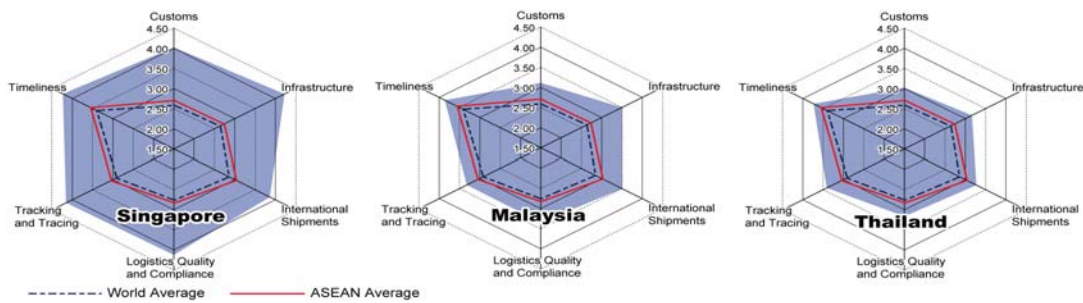 Customs
4.50
4.00
3.50
3.00
2.50
2.00
1.50
Timeliness
Infrastructure
Tracking
and Tracing
International
Shipments
Logistics Quality
and Compliance
Singapore
Customs
4.50
4.00
3.50
3.00
2.50
2.00
1.50
Timeliness
Infrastructure
Tracking
and Tracing
International
Shipments
Logistics Quality
and Compliance
Malaysia
Customs
4.50
4.00
3.50
3.00
2.50
2.00
1.50
Timeliness
Infrastructure
Tracking
and Tracing
International
Shipments
Logistics Quality
and Compliance
Thailand
World Average
ASEAN Average